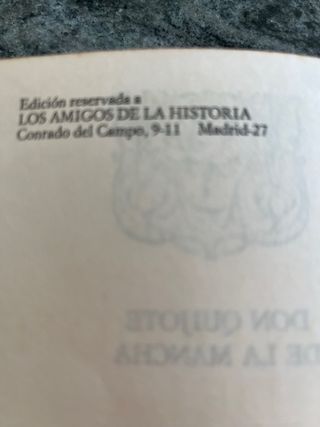 Edición reservada a
LOS AMIGOS DE LA HISTORIA
Conrado del Campo, 9-11 Madrid-27
DON QUIJOTE
DE LA MANCHA